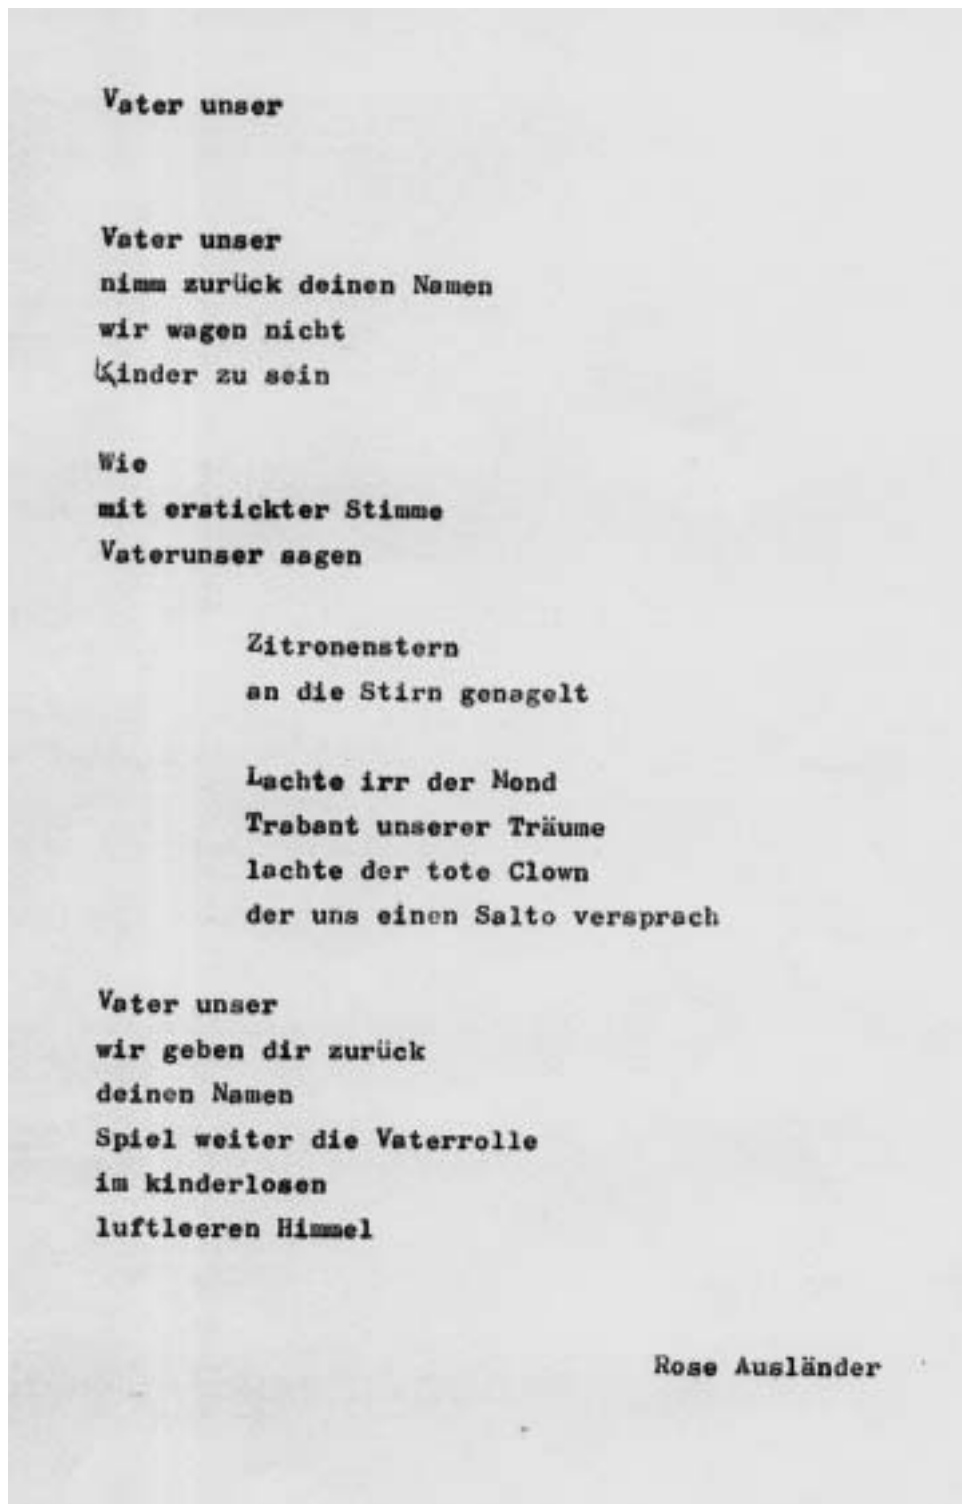 Vater unser
Vater unser
nimm zurück deinen Namen
wir wagen nicht
Kinder zu sein
Wie
mit erstickter Stimme
Vaterunser sagen
Zitronenstern
an die Stirn genagelt
Lachte irr der Mond
Trabant unserer Träume
lachte der tote Clown
der uns einen Salto versprach
Vater unser
wir geben dir zurück
deinen Namen
Spiel weiter die Vaterrolle
im kinderlosen
luftleeren Himmel
Rose Ausländer